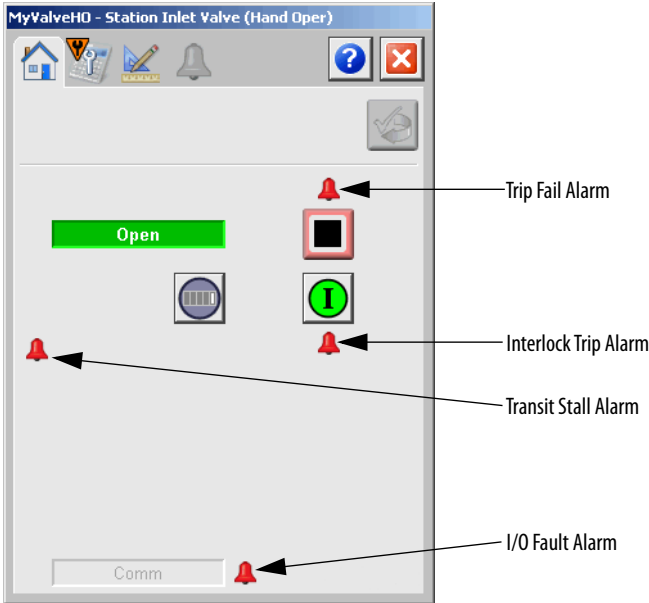 MyValveHO - Station Inlet Valve (Hand Oper)
?
Trip Fail Alarm
Open
I
Interlock Trip Alarm
Transit Stall Alarm
I/O Fault Alarm
Comm